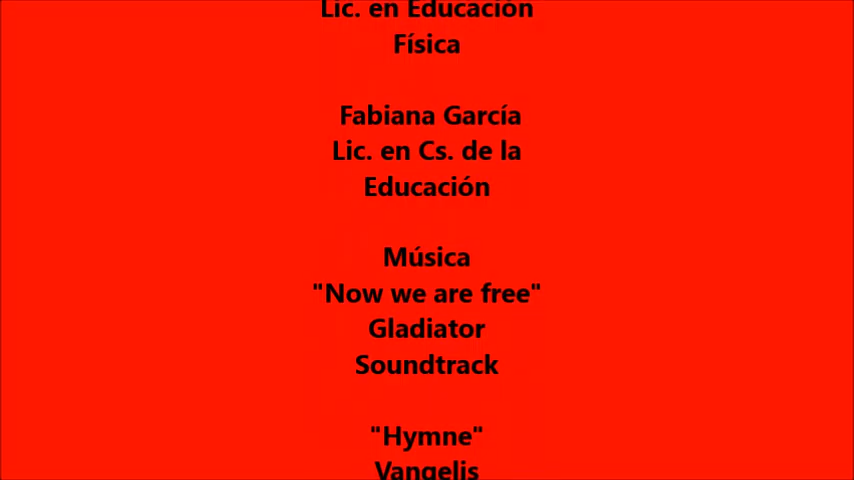 Lic. en Educación
Física
Fabiana García
Lic. en Cs. de la
Educación
Música
"Now we are free"
Gladiator
Soundtrack
"Hymne"
Vangelis